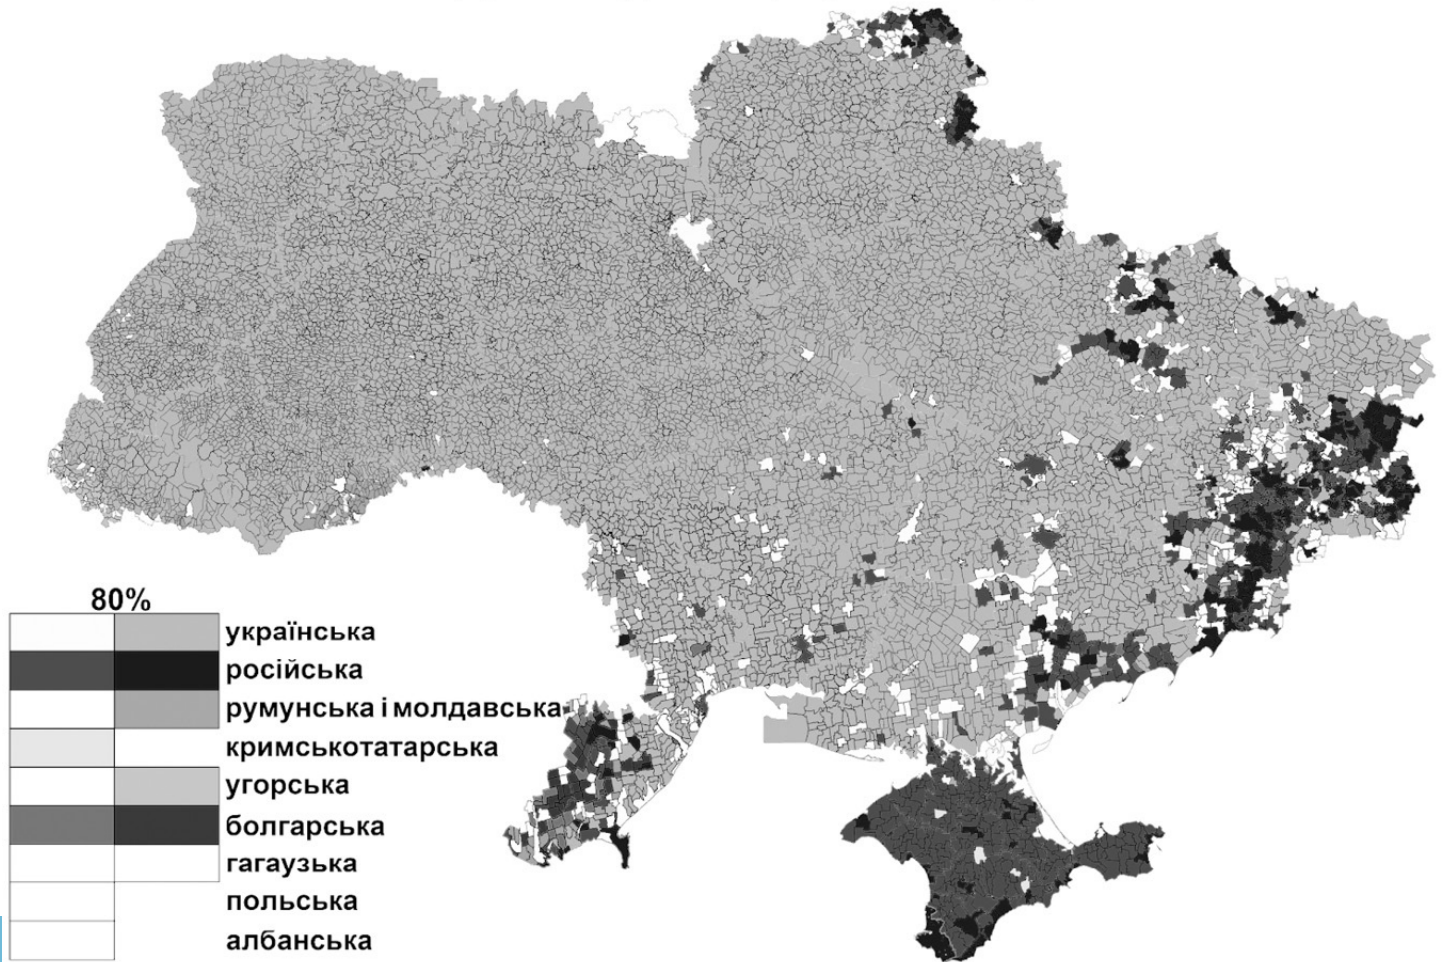 80%
українська
російська
румунська і молдавська
кримськотатарська
угорська
болгарська
гагаузька
польська
албанська